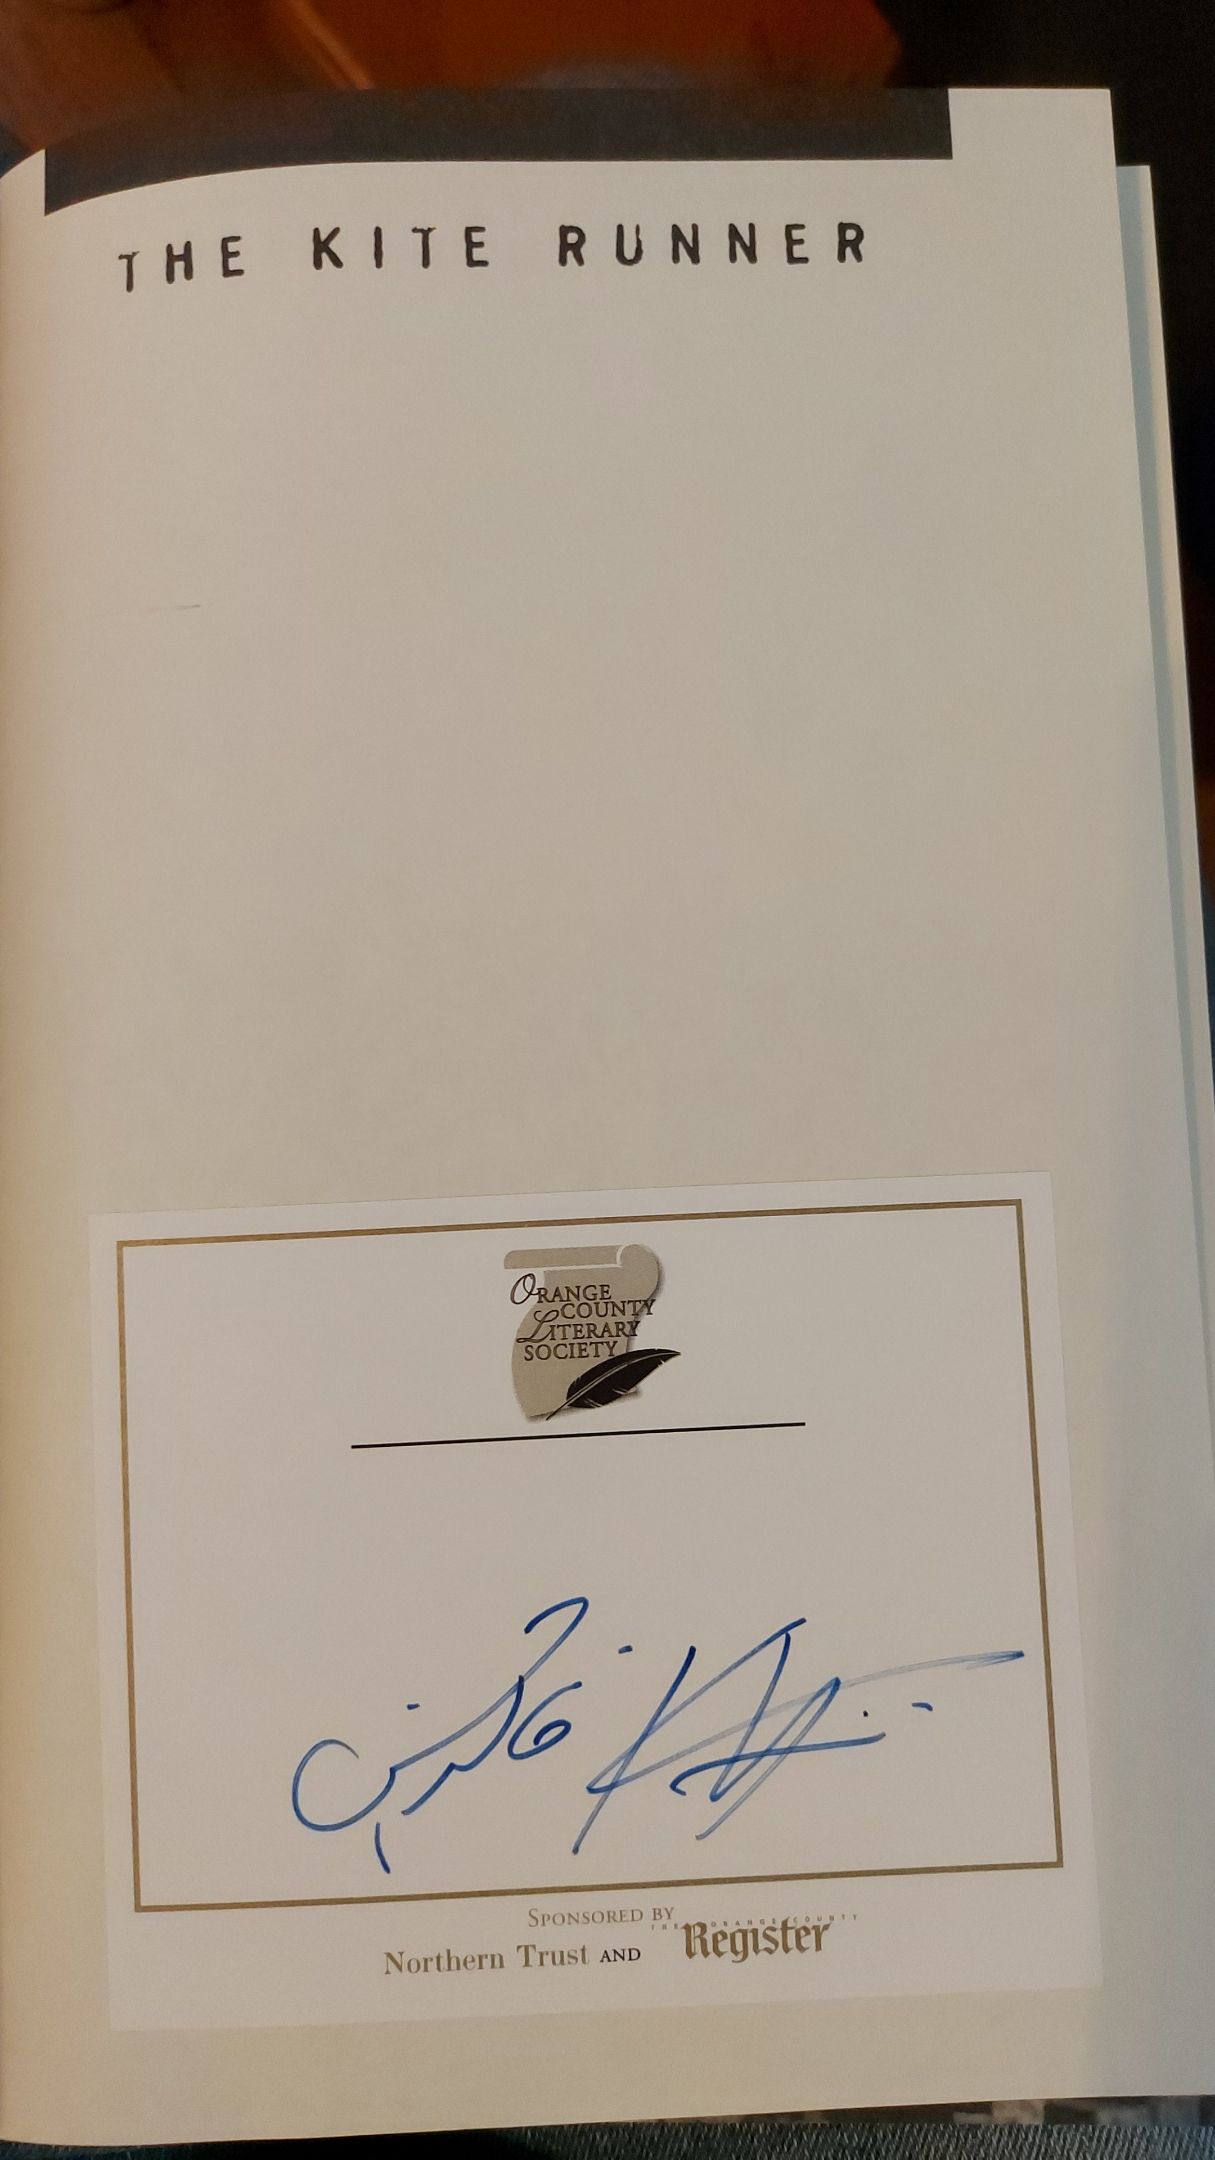 THE KITE RUNNER
ORANGE
COUNTY
LITERARY
SOCIETY
SPONSORED BY
Northern Trust AND THE ORANGE COUNTY Register